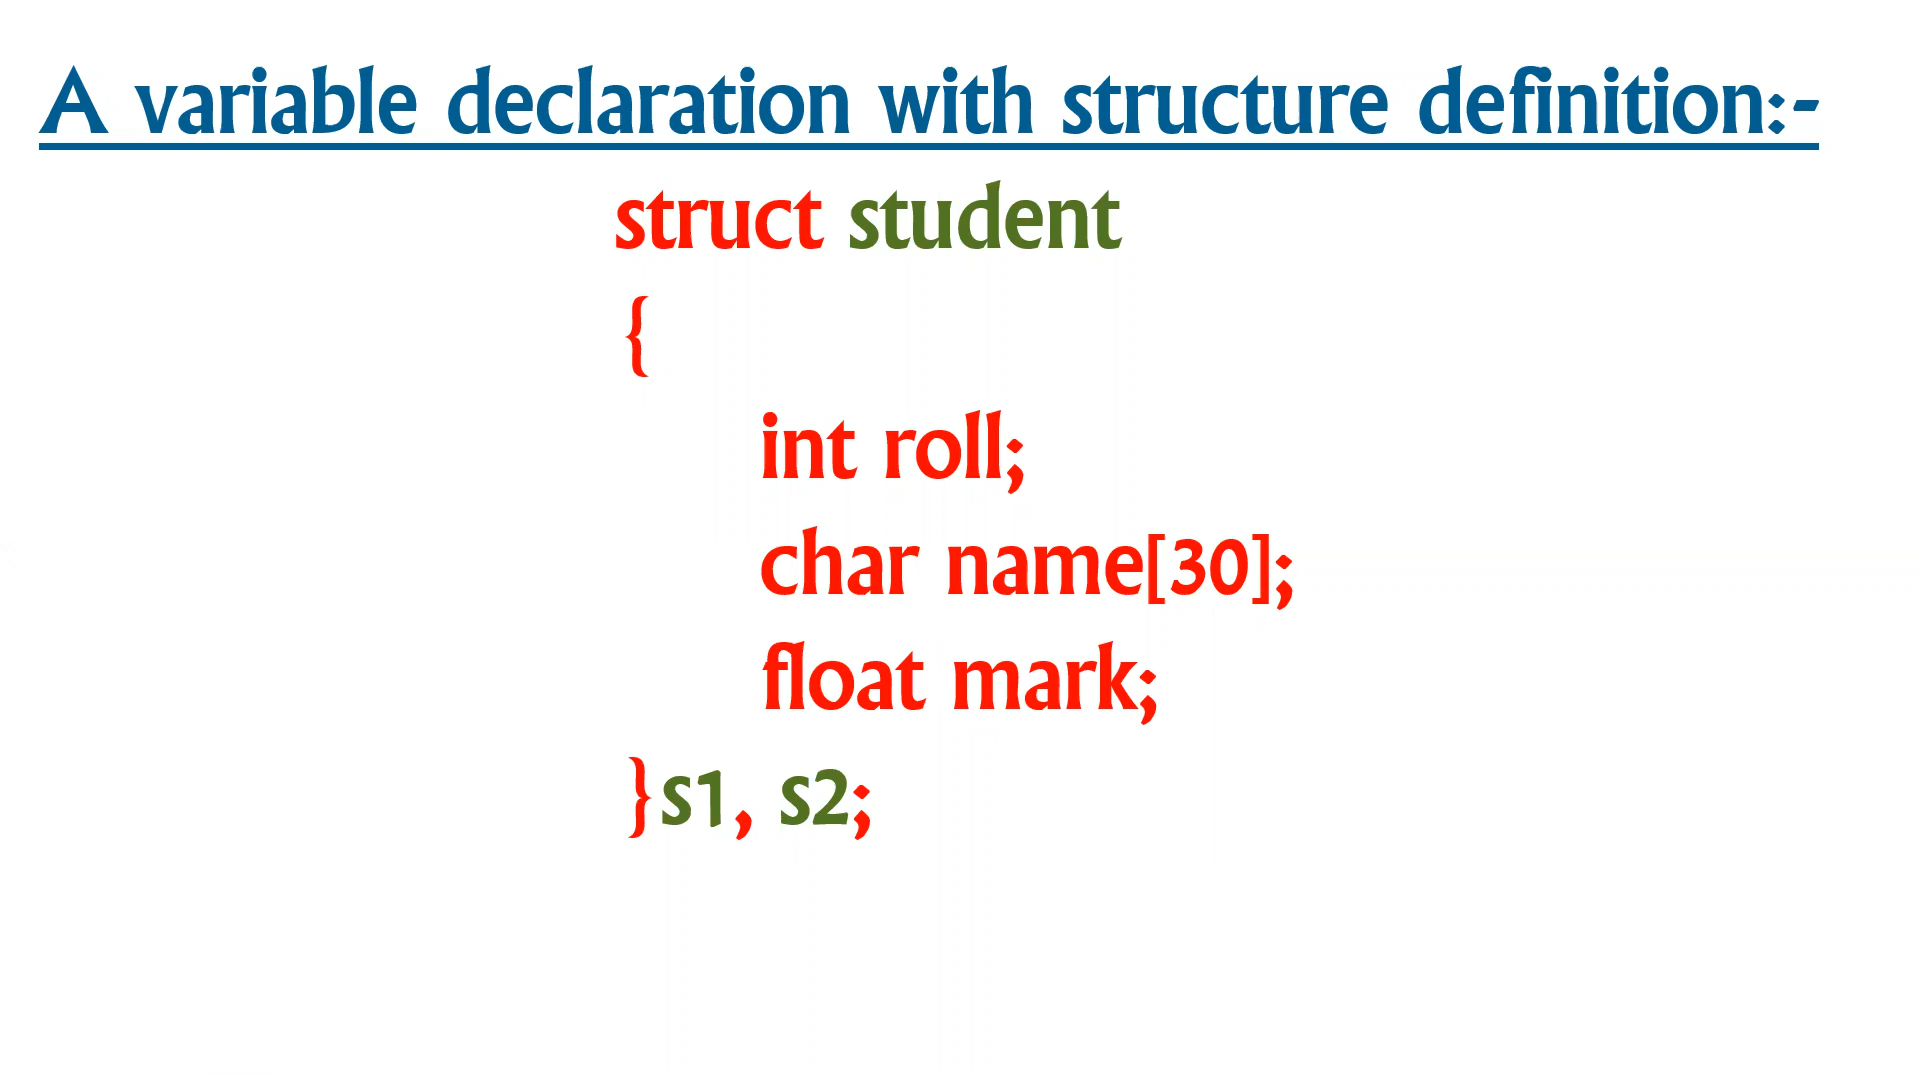 A variable declaration with structure definition:-
struct student
{
int roll;
char name[30];
float mark;
}s1, s2;